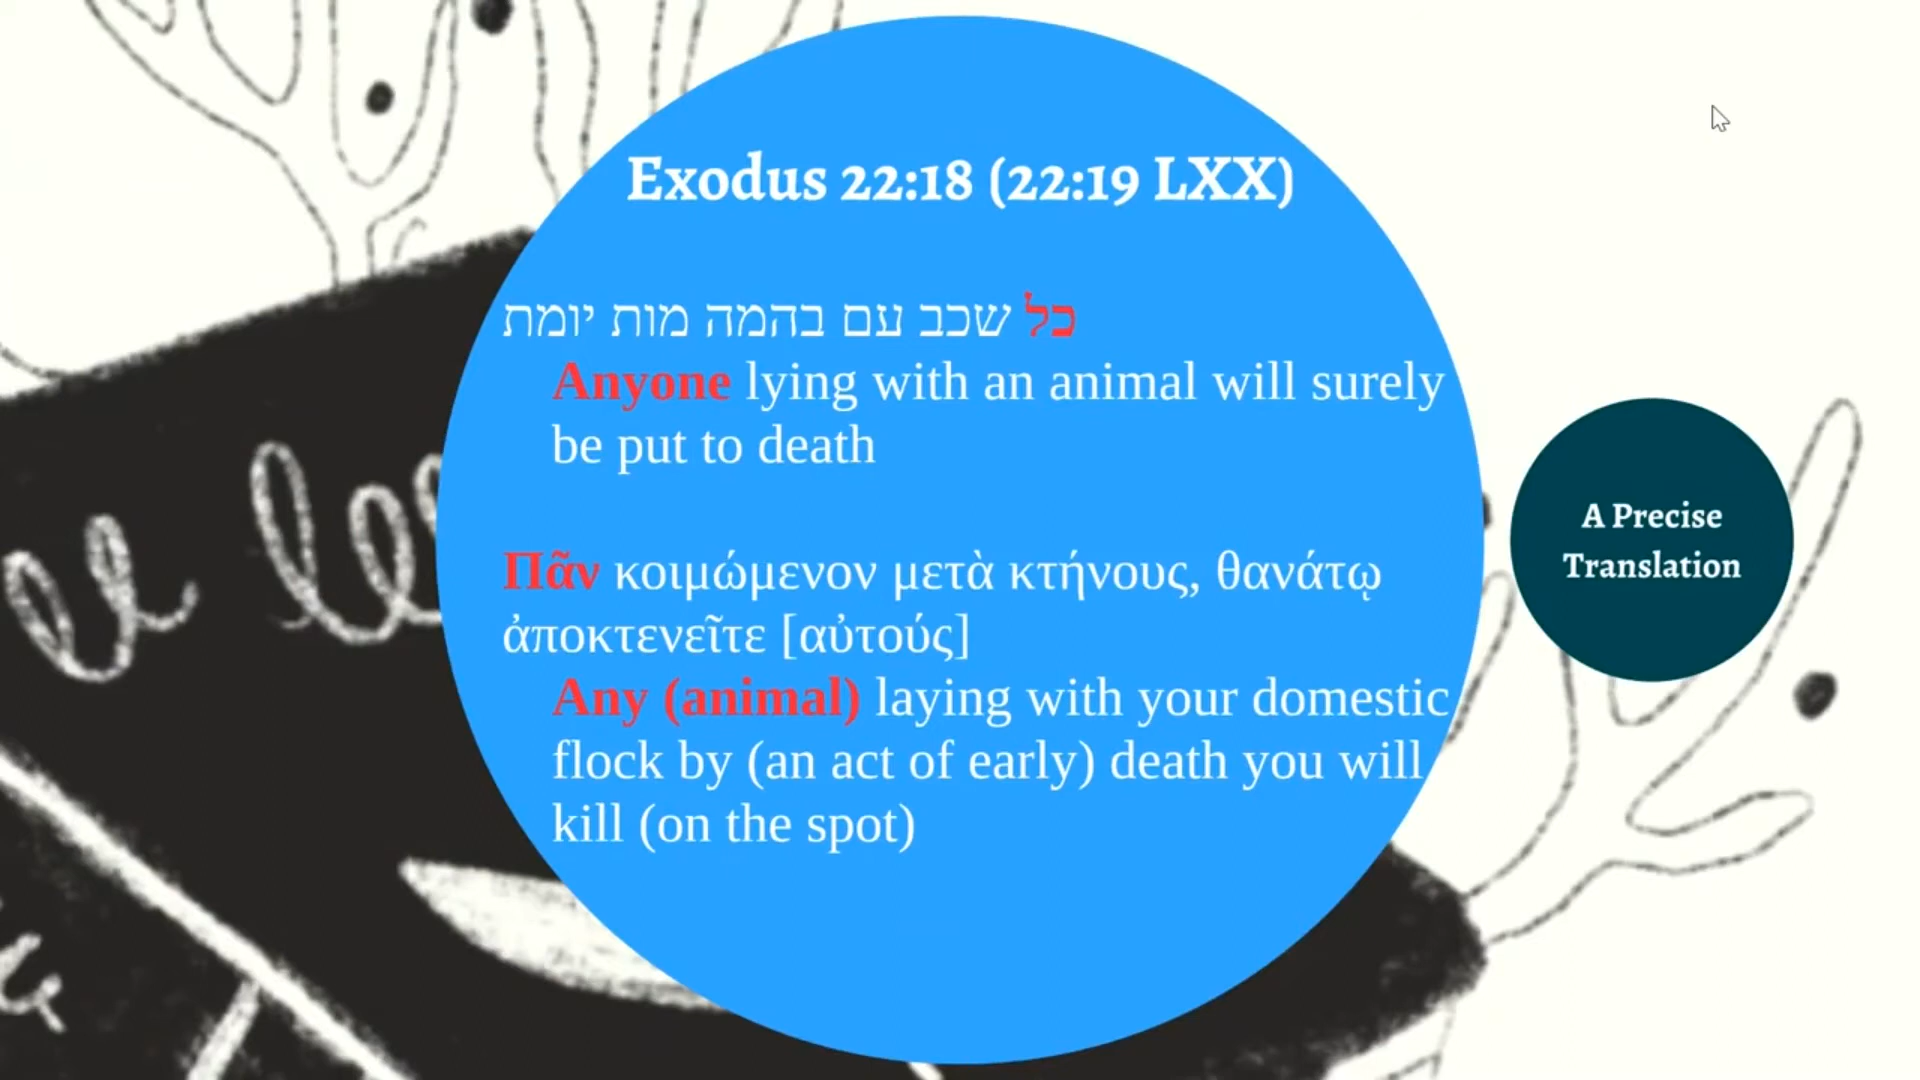 Exodus 22:18 (22:19 LXX)
כל שכב עם בהמה מות יומת
Anyone lying with an animal will surely
be put to death
Πᾶν κοιμώμενον μετὰ κτήνους, θανάτῳ
ἀποκτενεῖτε [αὐτούς]
Any (animal) laying with your domestic
flock by (an act of early) death you will
kill (on the spot)
A Precise
Translation